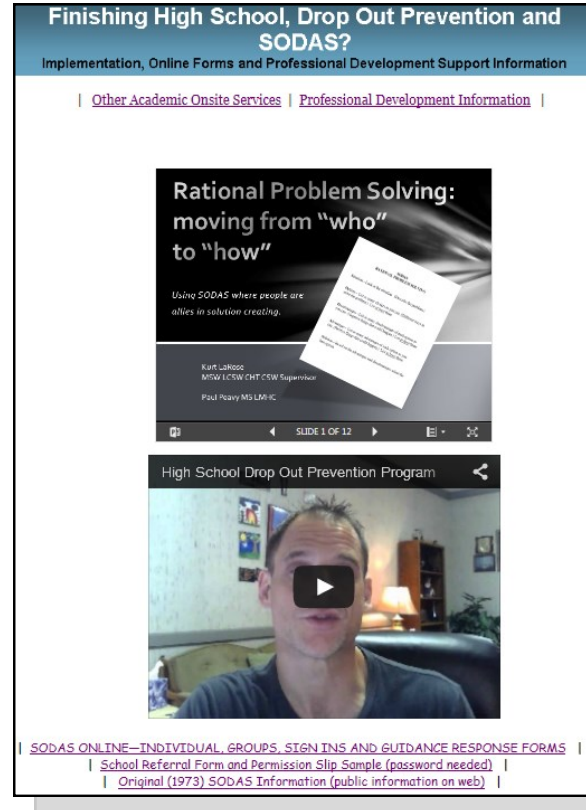 Finishing High School, Drop Out Prevention and
SODAS?
Implementation, Online Forms and Professional Development Support Information
| Other Academic Onsite Services | Professional Development Information |
Rational Problem Solving:
moving from "who"
to "how"
Using SODAS where people are
allies in solution creating.
SODAS
RATIONAL PROBLEM SOLVING
Kurt LaRose
MSW LCSW CHT CSW Supervisor
Paul Peavy MS LMHC
SLIDE 1 OF 12
High School Drop Out Prevention Program
| SODAS ONLINE—INDIVIDUAL, GROUPS, SIGN INS AND GUIDANCE RESPONSE FORMS |
| School Referral Form and Permission Slip Sample (password needed) |
| Original (1973) SODAS Information (public information on web) |